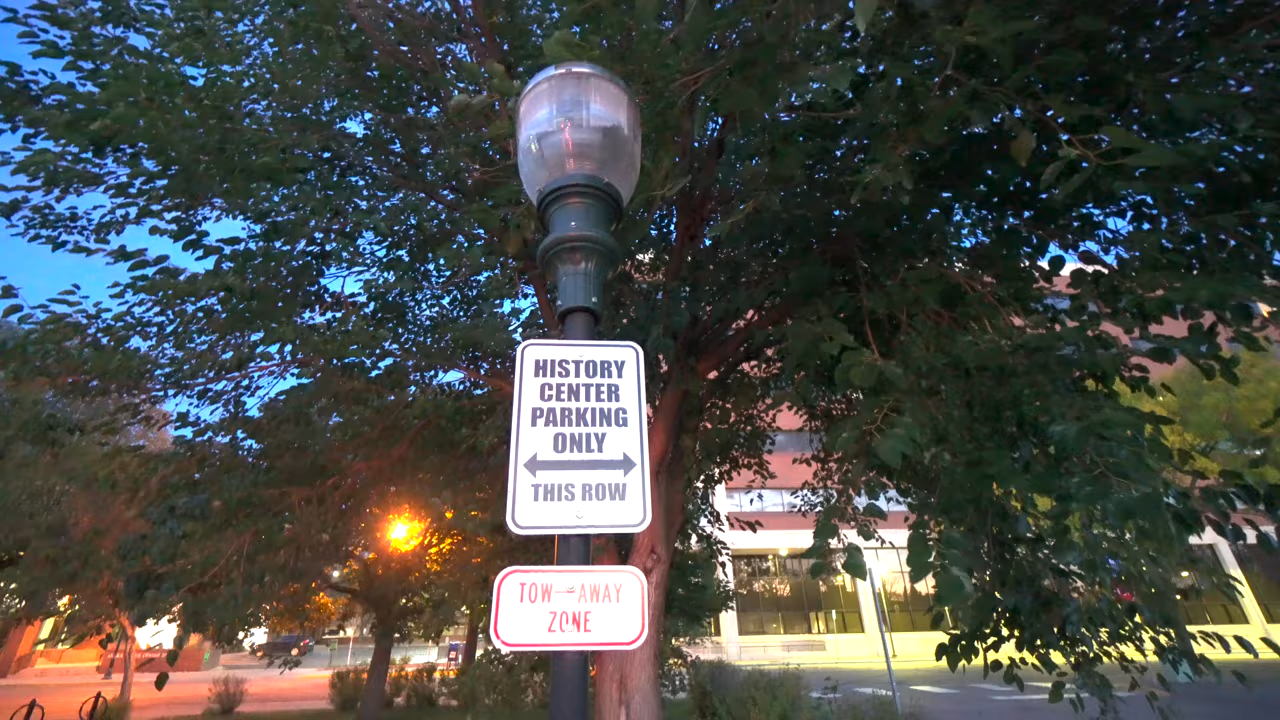 HISTORY
CENTER
PARKING
ONLY
THIS ROW
TOW-AWAY
ZONE